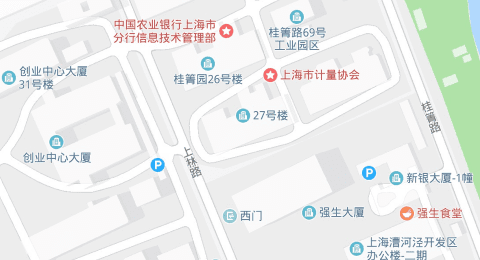 中国农业银行上海市
分行信息技术管理部
桂箐路69号
工业园区
创业中心大厦
31号楼
桂箐园26号楼
上海市计量协会
27号楼
桂箐路
上林路
创业中心大厦
P
P
新银大厦-1幢
西门
强生大厦
强生食堂
上海漕河泾开发区
办公楼-二期